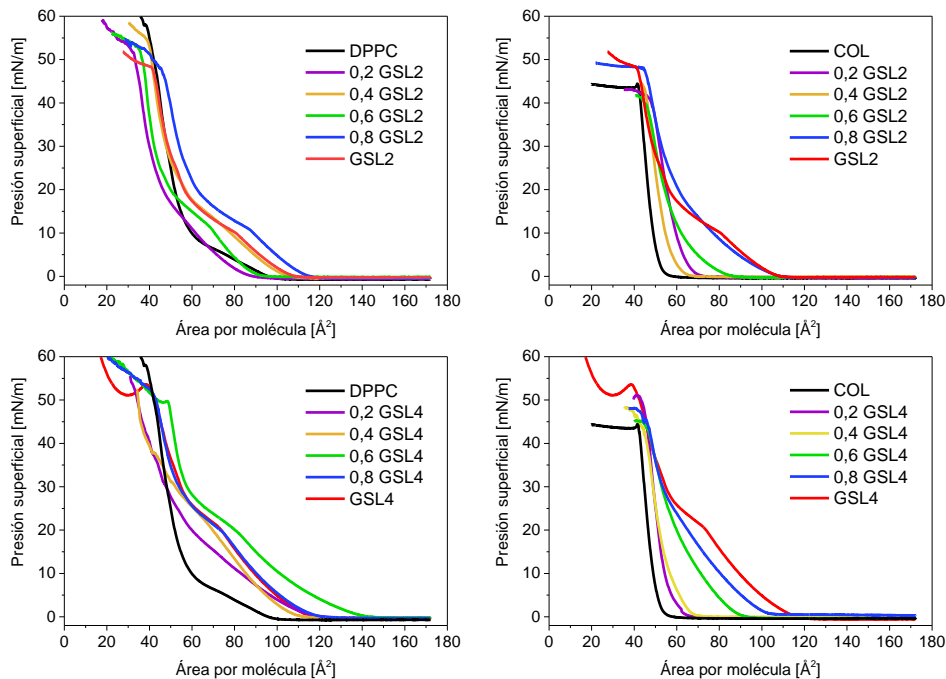 60
50
40
30
20
10
0
Presión superficial [mN/m]
DPPC
0,2 GSL2
0,4 GSL2
0,6 GSL2
0,8 GSL2
GSL2
0 20 40 60 80 100 120 140 160 180
Área por molécula [Å²]
60
50
40
30
20
10
0
Presión superficial [mN/m]
COL
0,2 GSL2
0,4 GSL2
0,6 GSL2
0,8 GSL2
GSL2
0 20 40 60 80 100 120 140 160 180
Área por molécula [Å²]
60
50
40
30
20
10
0
Presión superficial [mN/m]
DPPC
0,2 GSL4
0,4 GSL4
0,6 GSL4
0,8 GSL4
GSL4
0 20 40 60 80 100 120 140 160 180
Área por molécula [Å²]
60
50
40
30
20
10
0
Presión superficial [mN/m]
COL
0,2 GSL4
0,4 GSL4
0,6 GSL4
0,8 GSL4
GSL4
0 20 40 60 80 100 120 140 160 180
Área por molécula [Å²]